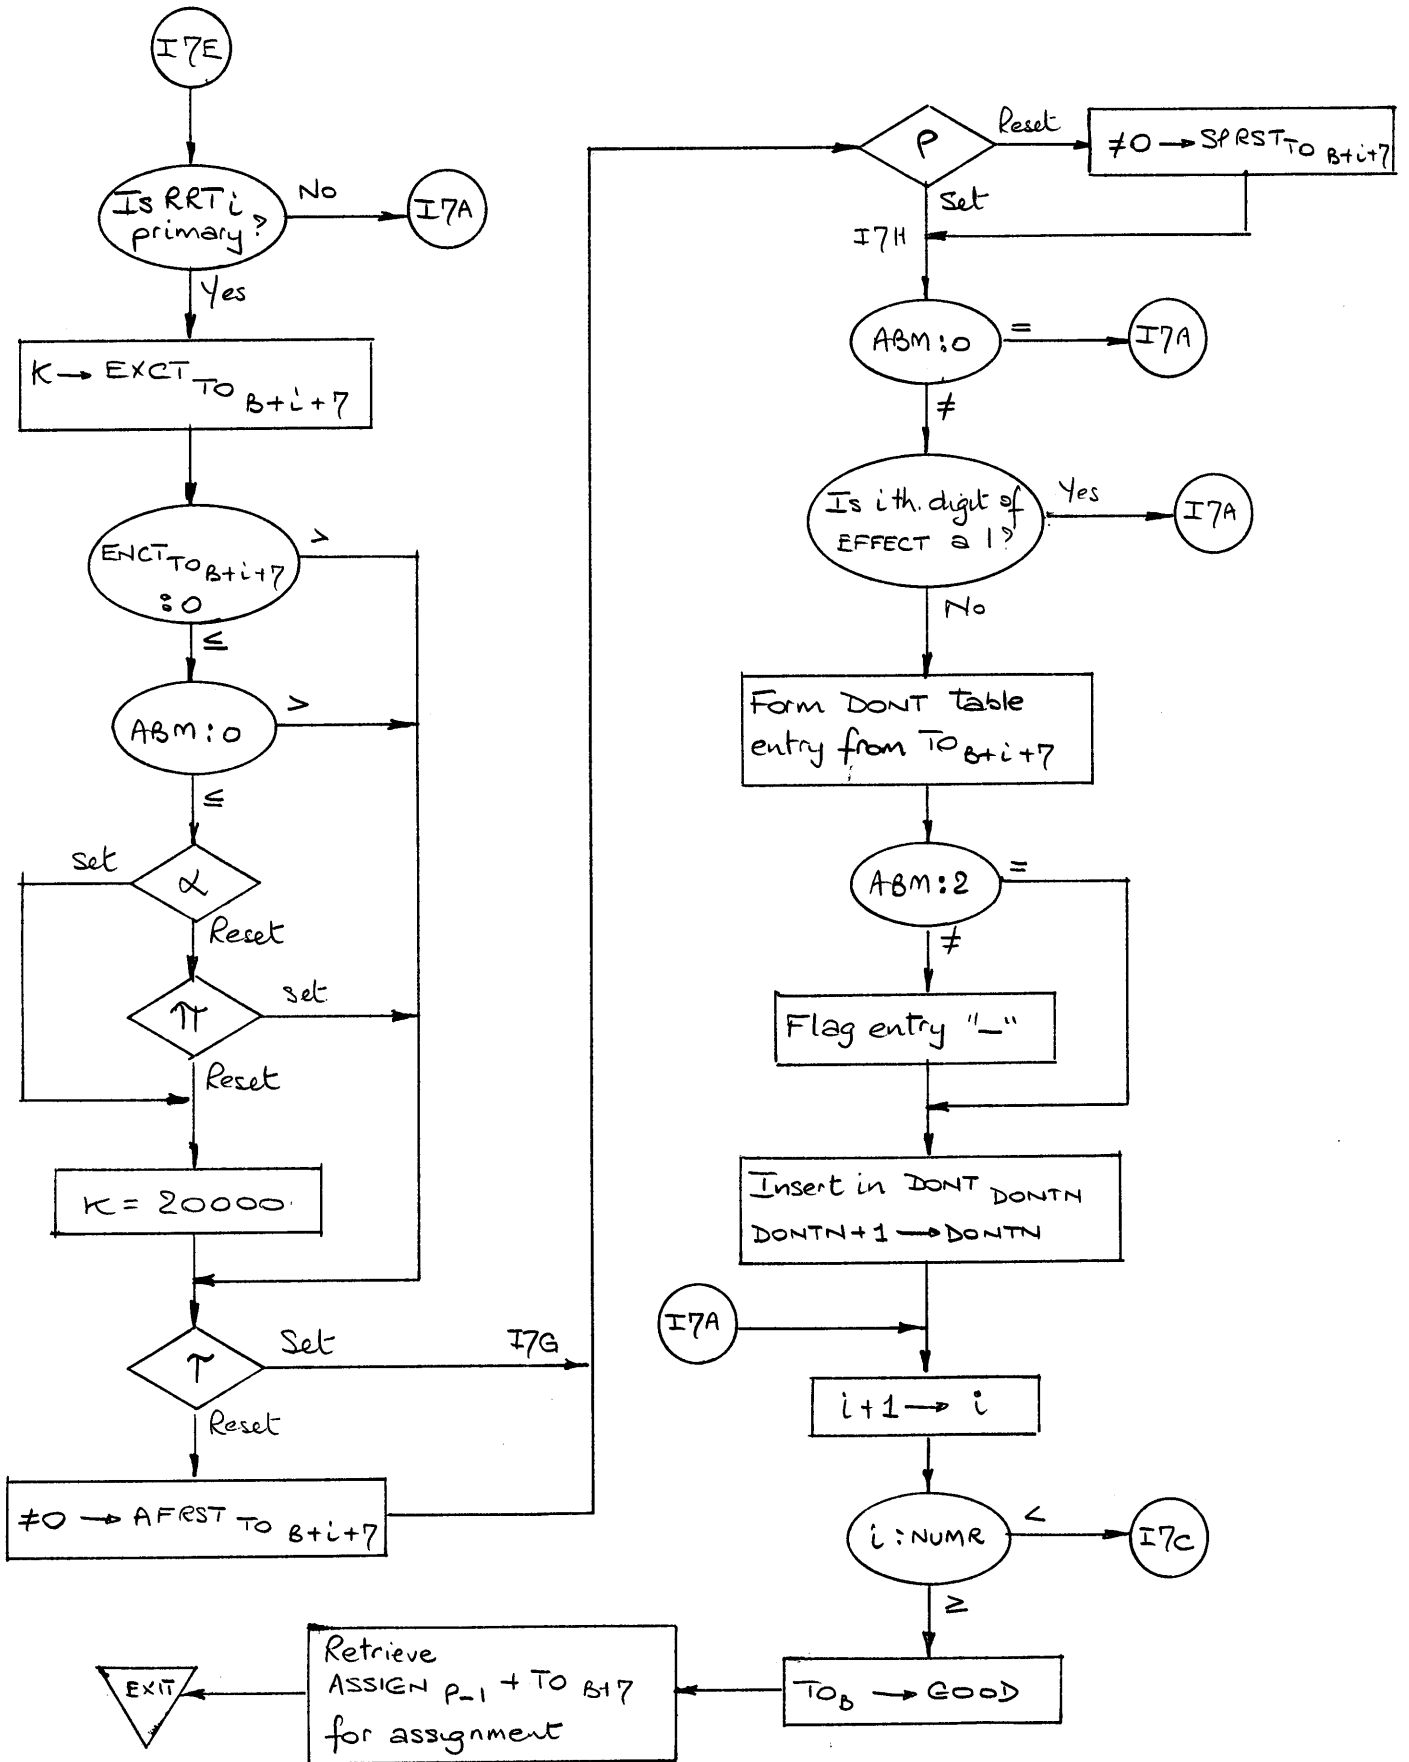 I7E
Is RRT i
primary?
No
I7A
Yes
K → EXCT TO B+i+7
>
ENCT TO B+i+7
:0
≤
>
ABM:0
≤
set
α
Reset
π
set
Reset
K = 20000
τ
Set
I7G
Reset
≠0 → AFRST TO B+i+7
ρ
Reset
≠0 → SPRST TO B+i+7
Set
I7H
ABM:0
=
I7A
≠
Is i th. digit of
EFFECT a 1?
Yes
I7A
No
Form DONT table
entry from TO B+i+7
ABM:2
=
≠
Flag entry "–"
Insert in DONT DONTN
DONTN+1 → DONTN
I7A
i+1 → i
i:NUMR
<
I7C
≥
TO B → GOOD
Retrieve
ASSIGN P-1 + TO B+7
for assignment
EXIT